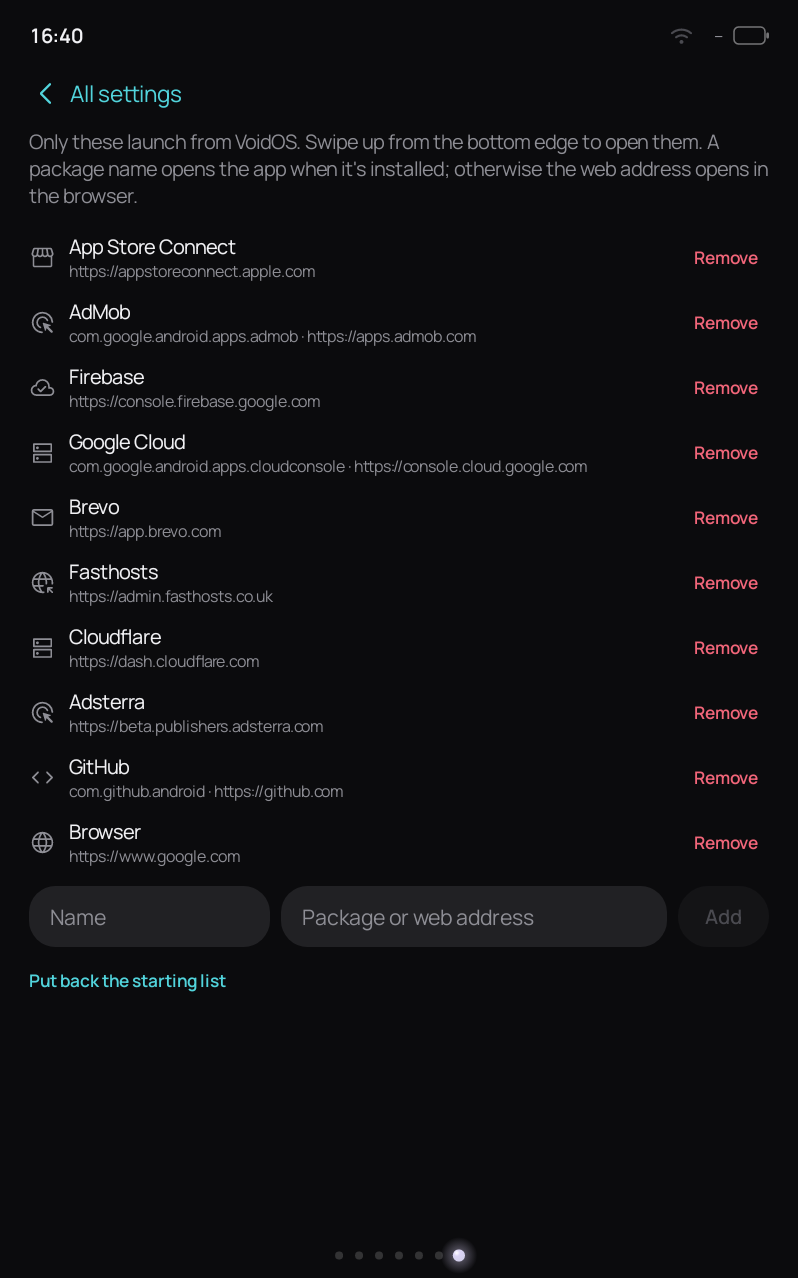 16:40
All settings
Only these launch from VoidOS. Swipe up from the bottom edge to open them. A
package name opens the app when it's installed; otherwise the web address opens in
the browser.
App Store Connect
https://appstoreconnect.apple.com
Remove
AdMob
com.google.android.apps.admob · https://apps.admob.com
Remove
Firebase
https://console.firebase.google.com
Remove
Google Cloud
com.google.android.apps.cloudconsole · https://console.cloud.google.com
Remove
Brevo
https://app.brevo.com
Remove
Fasthosts
https://admin.fasthosts.co.uk
Remove
Cloudflare
https://dash.cloudflare.com
Remove
Adsterra
https://beta.publishers.adsterra.com
Remove
GitHub
com.github.android · https://github.com
Remove
Browser
https://www.google.com
Remove
Name
Package or web address
Add
Put back the starting list